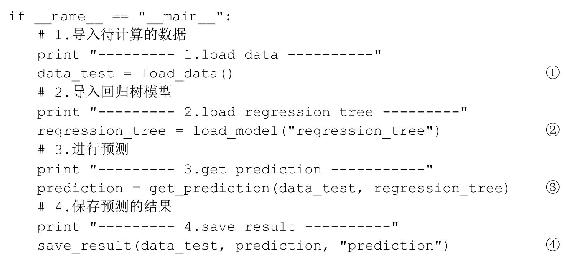 if __name__ == "__main__":
# 1.导入待计算的数据
print "--------- 1.load data ----------"
data_test = load_data() ①
# 2.导入回归树模型
print "--------- 2.load regression tree ---------"
regression_tree = load_model("regression_tree") ②
# 3.进行预测
print "--------- 3.get prediction -----------"
prediction = get_prediction(data_test, regression_tree) ③
# 4.保存预测的结果
print "--------- 4.save result ----------"
save_result(data_test, prediction, "prediction") ④